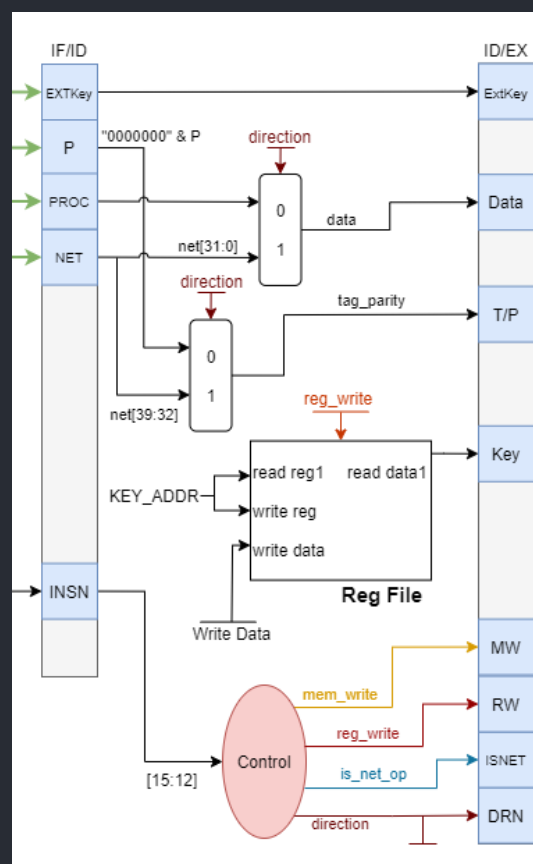 IF/ID
ID/EX
EXTKey
ExtKey
"0000000" & P
P
direction
PROC
0
Data
data
net[31:0]
1
NET
direction
tag_parity
T/P
0
1
net[39:32]
reg_write
read reg1
read data1
Key
KEY_ADDR
write reg
write data
INSN
Reg File
Write Data
MW
mem_write
RW
reg_write
Control
ISNET
is_net_op
[15:12]
DRN
direction